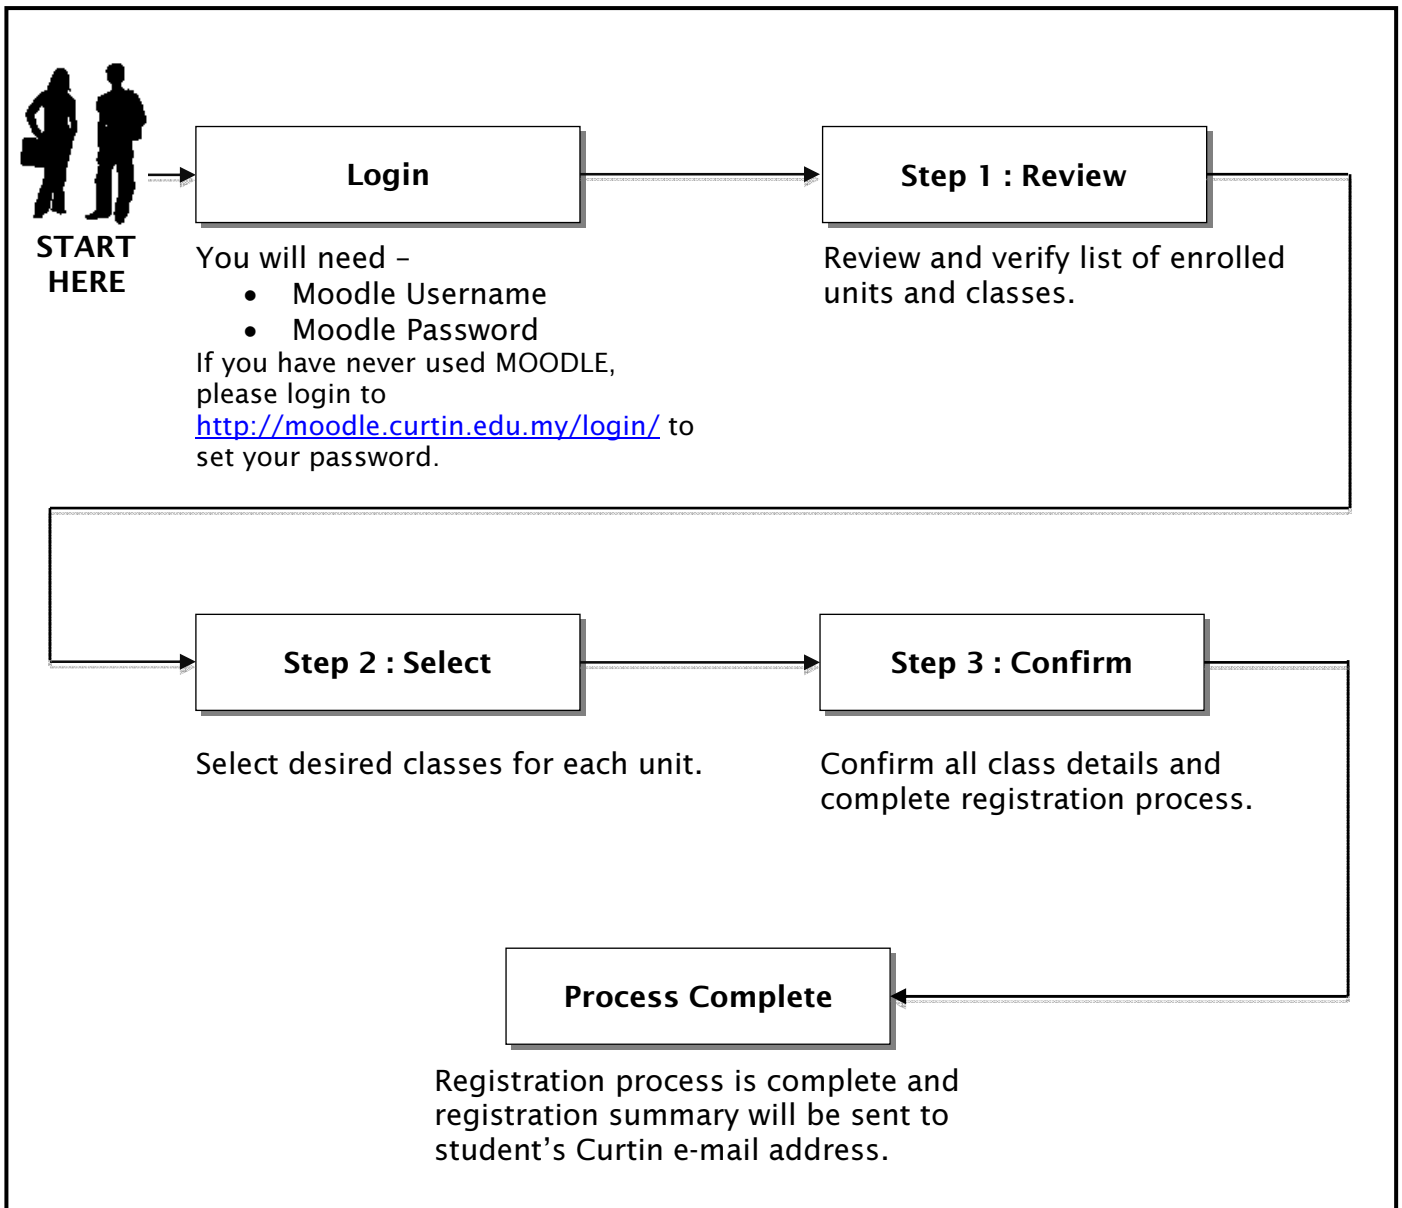 START
HERE
Login
You will need –
• Moodle Username
• Moodle Password
If you have never used MOODLE,
please login to
http://moodle.curtin.edu.my/login/ to
set your password.
Step 1 : Review
Review and verify list of enrolled
units and classes.
Step 2 : Select
Select desired classes for each unit.
Step 3 : Confirm
Confirm all class details and
complete registration process.
Process Complete
Registration process is complete and
registration summary will be sent to
student’s Curtin e-mail address.